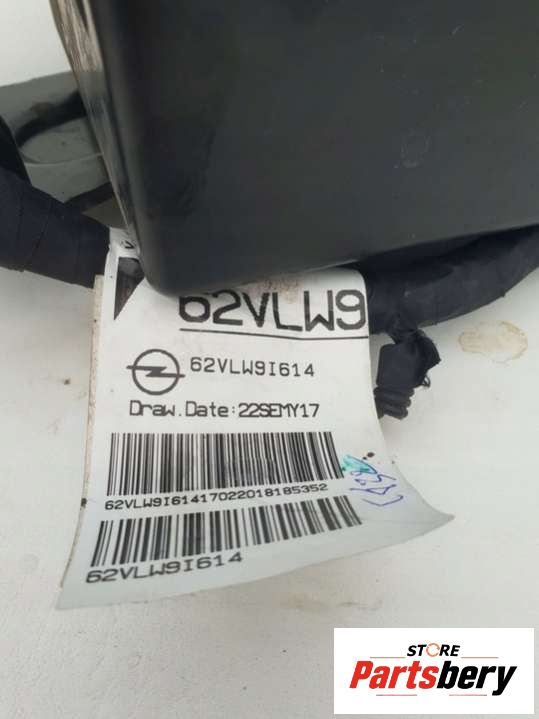 62VLW9
62VLW9I614
Draw.Date:22SEMY17
62VLW9I61417022018185352
62VLW9I614
STORE
Partsbery